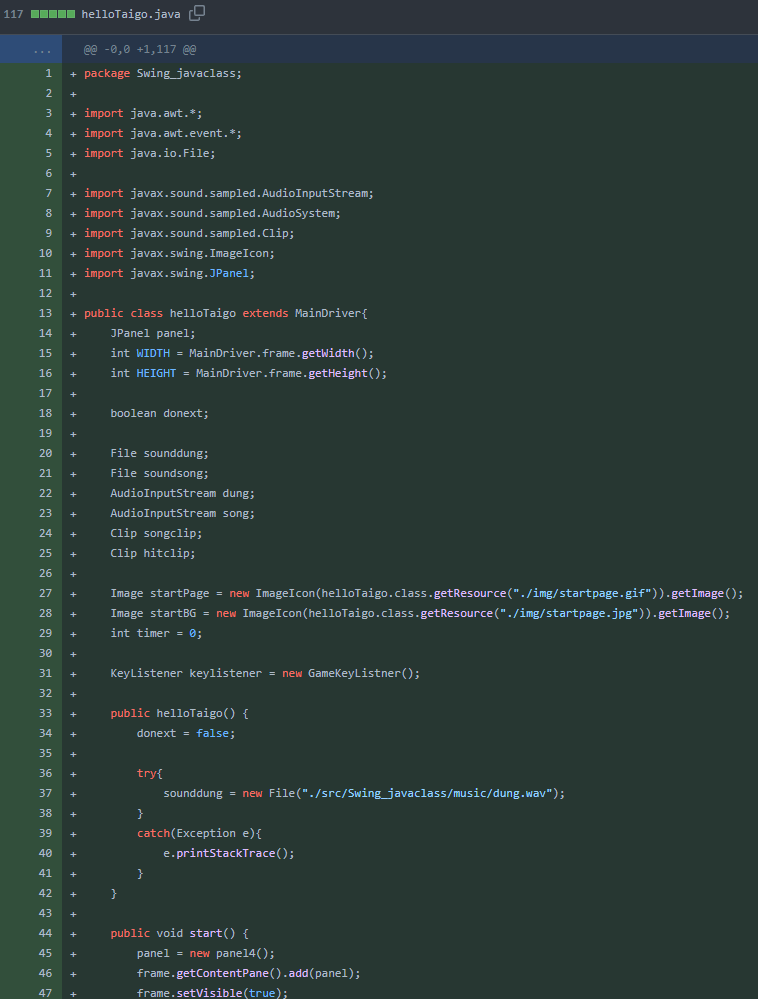 117 helloTaigo.java
... @@ -0,0 +1,117 @@
1 + package Swing_javaclass;
2 +
3 + import java.awt.*;
4 + import java.awt.event.*;
5 + import java.io.File;
6 +
7 + import javax.sound.sampled.AudioInputStream;
8 + import javax.sound.sampled.AudioSystem;
9 + import javax.sound.sampled.Clip;
10 + import javax.swing.ImageIcon;
11 + import javax.swing.JPanel;
12 +
13 + public class helloTaigo extends MainDriver{
14 +     JPanel panel;
15 +     int WIDTH = MainDriver.frame.getWidth();
16 +     int HEIGHT = MainDriver.frame.getHeight();
17 +
18 +     boolean donext;
19 +
20 +     File sounddung;
21 +     File soundsong;
22 +     AudioInputStream dung;
23 +     AudioInputStream song;
24 +     Clip songclip;
25 +     Clip hitclip;
26 +
27 +     Image startPage = new ImageIcon(helloTaigo.class.getResource("./img/startpage.gif")).getImage();
28 +     Image startBG = new ImageIcon(helloTaigo.class.getResource("./img/startpage.jpg")).getImage();
29 +     int timer = 0;
30 +
31 +     KeyListener keylistener = new GameKeyListner();
32 +
33 +     public helloTaigo() {
34 +         donext = false;
35 +
36 +         try{
37 +             sounddung = new File("./src/Swing_javaclass/music/dung.wav");
38 +         }
39 +         catch(Exception e){
40 +             e.printStackTrace();
41 +         }
42 +     }
43 +
44 +     public void start() {
45 +         panel = new panel4();
46 +         frame.getContentPane().add(panel);
47 +         frame.setVisible(true);